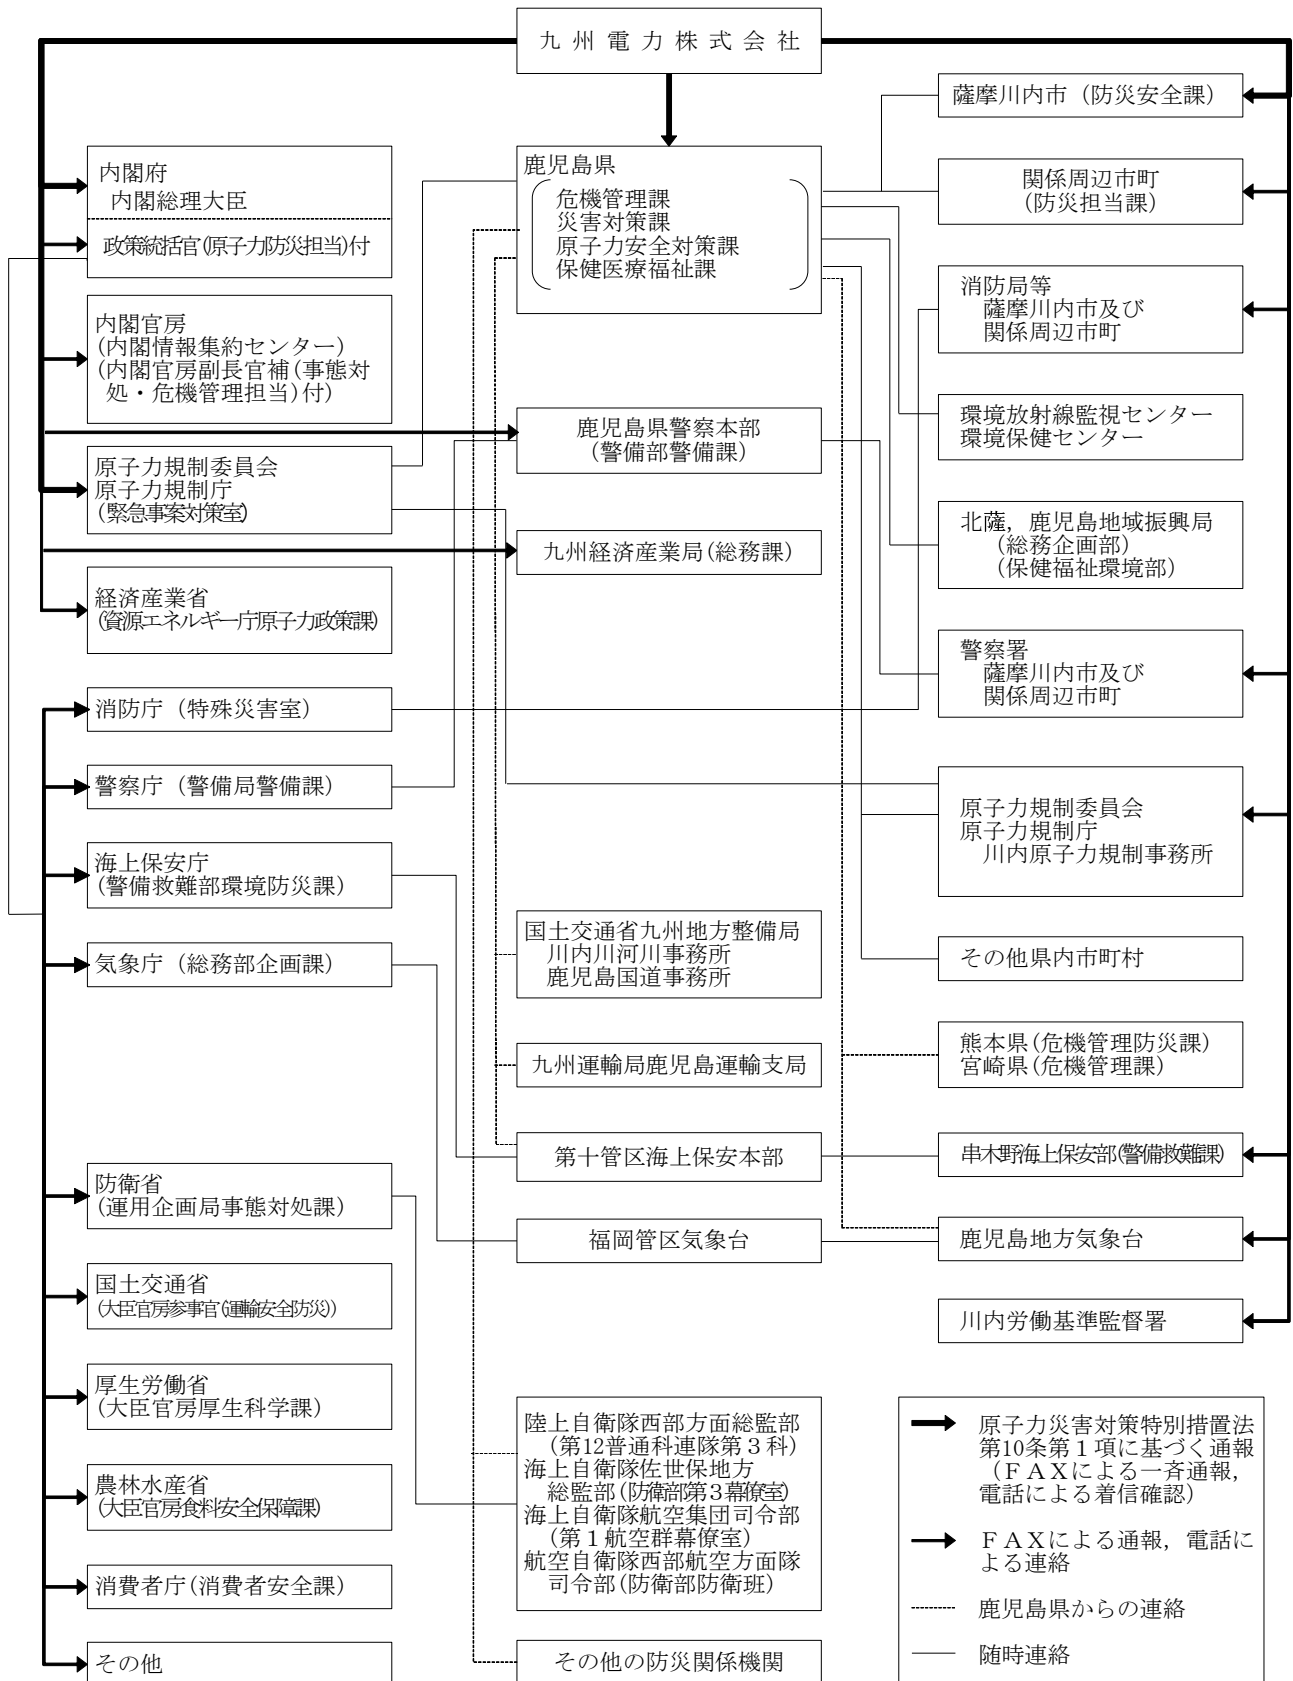 九州電力株式会社
内閣府
内閣総理大臣
政策統括官(原子力防災担当)付
内閣官房
(内閣情報集約センター)
(内閣官房副長官補(事態対
処・危機管理担当)付)
原子力規制委員会
原子力規制庁
(緊急事案対策室)
経済産業省
(資源エネルギー庁原子力政策課)
消防庁(特殊災害室)
警察庁(警備局警備課)
海上保安庁
(警備救難部環境防災課)
気象庁(総務部企画課)
防衛省
(運用企画局事態対処課)
国土交通省
(大臣官房参事官(運輸安全防災))
厚生労働省
(大臣官房厚生科学課)
農林水産省
(大臣官房食料安全保障課)
消費者庁(消費者安全課)
その他
鹿児島県
危機管理課
災害対策課
原子力安全対策課
保健医療福祉課
鹿児島県警察本部
(警備部警備課)
九州経済産業局(総務課)
国土交通省九州地方整備局
川内川河川事務所
鹿児島国道事務所
九州運輸局鹿児島運輸支局
第十管区海上保安本部
福岡管区気象台
陸上自衛隊西部方面総監部
(第12普通科連隊第3科)
海上自衛隊佐世保地方
総監部(防衛部第3幕僚室)
海上自衛隊航空集団司令部
(第1航空群幕僚室)
航空自衛隊西部航空方面隊
司令部(防衛部防衛班)
その他の防災関係機関
薩摩川内市(防災安全課)
関係周辺市町
(防災担当課)
消防局等
薩摩川内市及び
関係周辺市町
環境放射線監視センター
環境保健センター
北薩,鹿児島地域振興局
(総務企画部)
(保健福祉環境部)
警察署
薩摩川内市及び
関係周辺市町
原子力規制委員会
原子力規制庁
川内原子力規制事務所
その他県内市町村
熊本県(危機管理防災課)
宮崎県(危機管理課)
串木野海上保安部(警備救難課)
鹿児島地方気象台
川内労働基準監督署
原子力災害対策特別措置法
第10条第1項に基づく通報
(FAXによる一斉通報,
電話による着信確認)
FAXによる通報,電話に
よる連絡
鹿児島県からの連絡
随時連絡